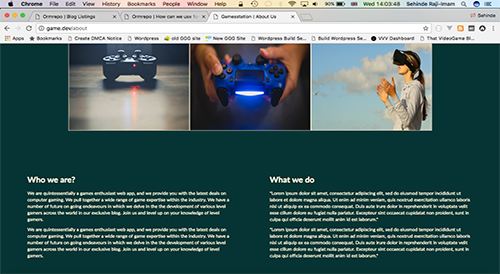 Chrome File Edit View History Bookmarks People Window Help Wed 14:03:48 Sehinde Raji-Imam
Ormrepo | Blog Listings Ormrepo | How can we use Gamesstation | About Us Sehinde
game.dev/about
Apps Bookmarks Create DMCA Notice old GGG Site Wordpress Build Se... Build Wordpress Se... VVV Dashboard That VideoGame Bl...
Who we are? What we do
We are quintessentially a games enthusiast web app, and we provide you with the latest deals on
computer gaming. We pull together a wide range of game expertise within the industry. We have a
number of future on going endeavours in which we delve in the the development of various level
gamers across the world in our exclusive blog. Join us and level up on your knowledge of level
gamers.
We are quintessentially a games enthusiast web app, and we provide you with the latest deals on
computer gaming. We pull together a wide range of game expertise within the industry. We have a
number of future on going endeavours in which we delve in the the development of various level
gamers across the world in our exclusive blog. Join us and level up on your knowledge of level
gamers.
"Lorem ipsum dolor sit amet, consectetur adipiscing elit, sed do eiusmod tempor incididunt ut
labore et dolore magna aliqua. Ut enim ad minim veniam, quis nostrud exercitation ullamco laboris
nisi ut aliquip ex ea commodo consequat. Duis aute irure dolor in reprehenderit in voluptate velit
esse cillum dolore eu fugiat nulla pariatur. Excepteur sint occaecat cupidatat non proident, sunt in
culpa qui officia deserunt mollit anim id est laborum."
"Lorem ipsum dolor sit amet, consectetur adipiscing elit, sed do eiusmod tempor incididunt ut
labore et dolore magna aliqua. Ut enim ad minim veniam, quis nostrud exercitation ullamco laboris
nisi ut aliquip ex ea commodo consequat. Duis aute irure dolor in reprehenderit in voluptate velit
esse cillum dolore eu fugiat nulla pariatur. Excepteur sint occaecat cupidatat non proident, sunt in
culpa qui officia deserunt mollit anim id est laborum."